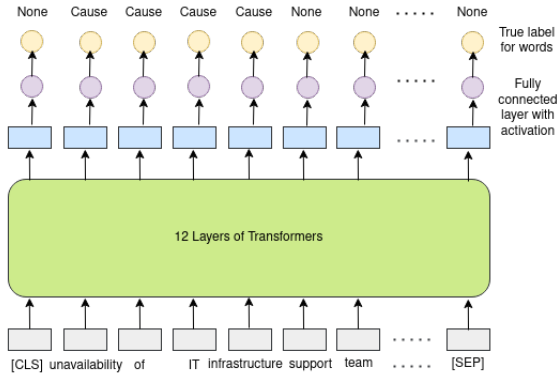 None Cause Cause Cause Cause None None ..... None
True label
for words
.....
Fully
connected
layer with
activation
.....
12 Layers of Transformers
.....
[CLS] unavailability of IT infrastructure support team ..... [SEP]